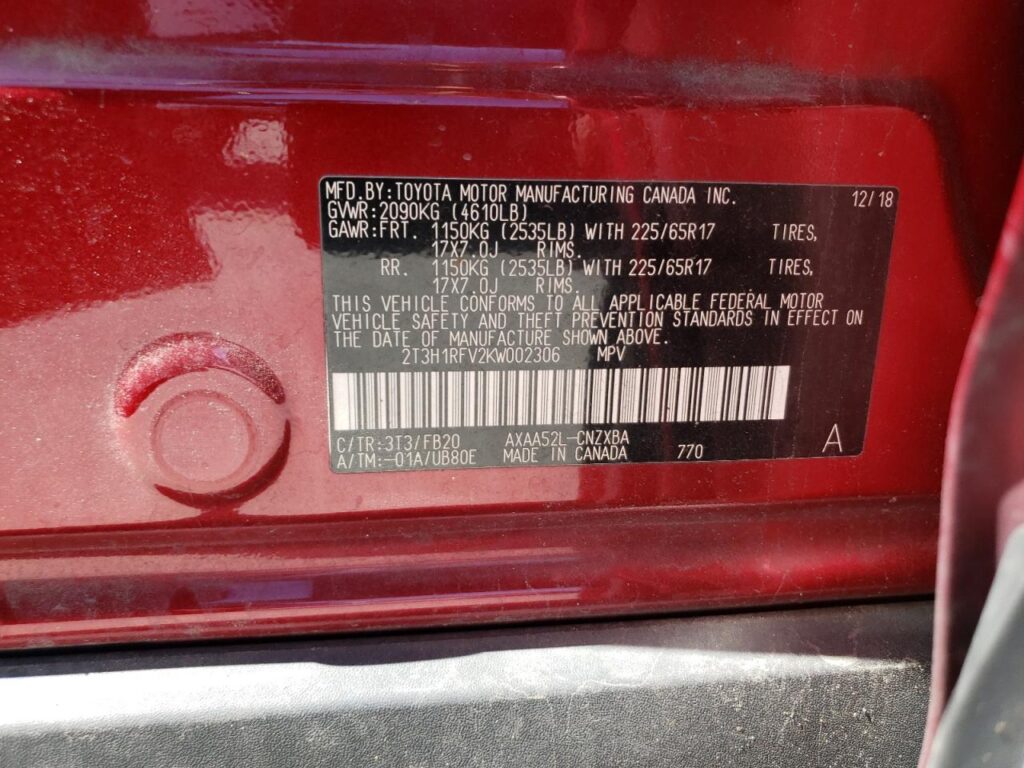 MFD.BY:TOYOTA MOTOR MANUFACTURING CANADA INC. 12/18
GVWR:2090KG (4610LB)
GAWR:FRT. 1150KG (2535LB) WITH 225/65R17 TIRES,
17X7.0J RIMS.
RR. 1150KG (2535LB) WITH 225/65R17 TIRES,
17X7.0J RIMS.
THIS VEHICLE CONFORMS TO ALL APPLICABLE FEDERAL MOTOR
VEHICLE SAFETY AND THEFT PREVENTION STANDARDS IN EFFECT ON
THE DATE OF MANUFACTURE SHOWN ABOVE.
2T3H1RFV2KW002306 MPV
C/TR:3T3/FB20 AXAA52L-CNZXBA
A/TM:-01A/UB80E MADE IN CANADA 770 A